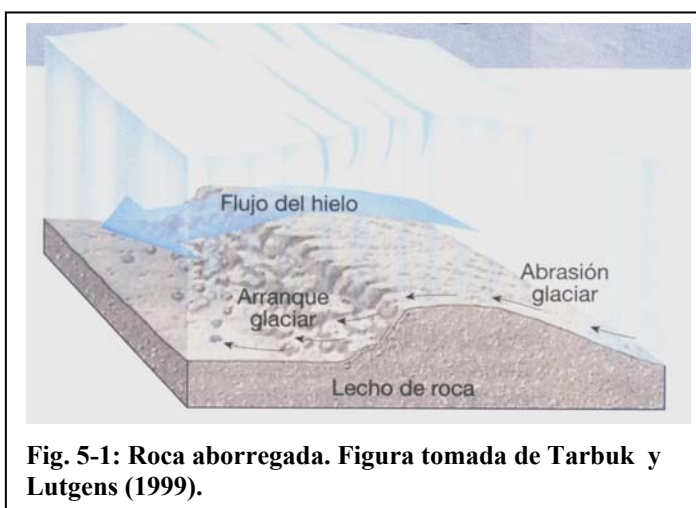 Flujo del hielo
Abrasión
glaciar
Arranque
glaciar
Lecho de roca
Fig. 5-1: Roca aborregada. Figura tomada de Tarbuk y
Lutgens (1999).